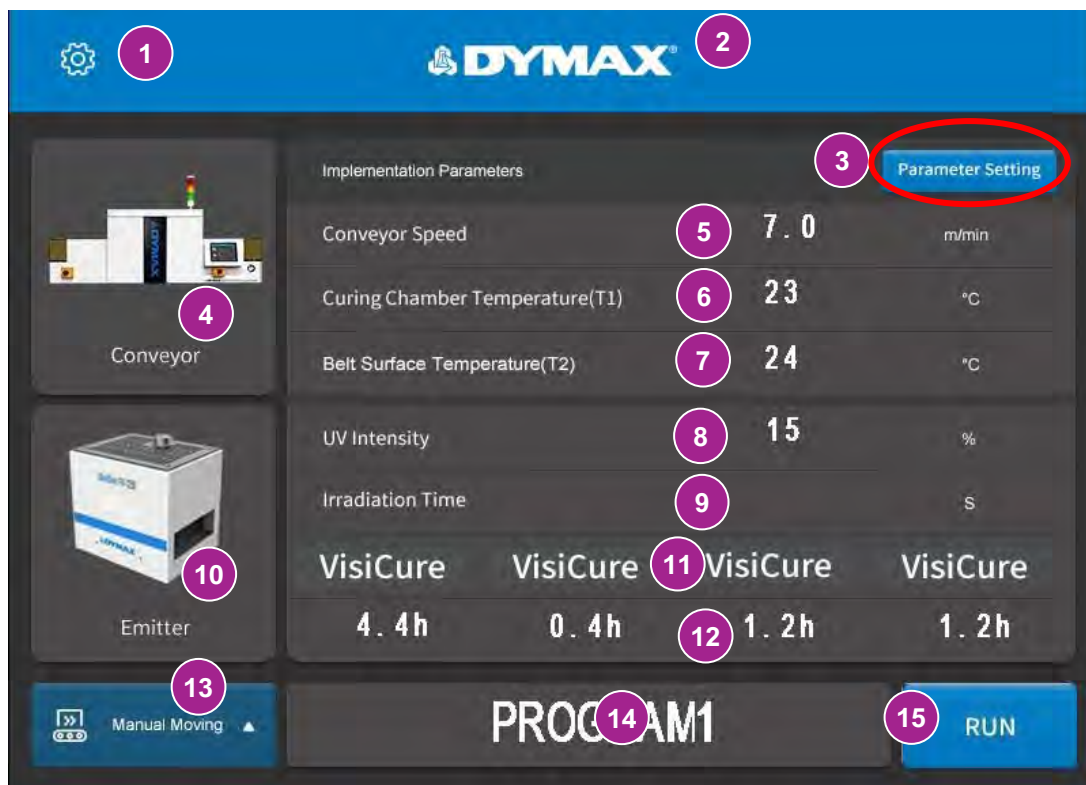 1
DYMAX
2
3
Parameter Setting
Implementation Parameters
Conveyor Speed 5 7.0 m/min
Curing Chamber Temperature(T1) 6 23 °C
4
Conveyor
Belt Surface Temperature(T2) 7 24 °C
UV Intensity 8 15 %
Irradiation Time 9 S
DYMAX
10
Emitter
VisiCure VisiCure 11 VisiCure VisiCure
4.4h 0.4h 12 1.2h 1.2h
13
Manual Moving
PROGRAM1
14
15
RUN